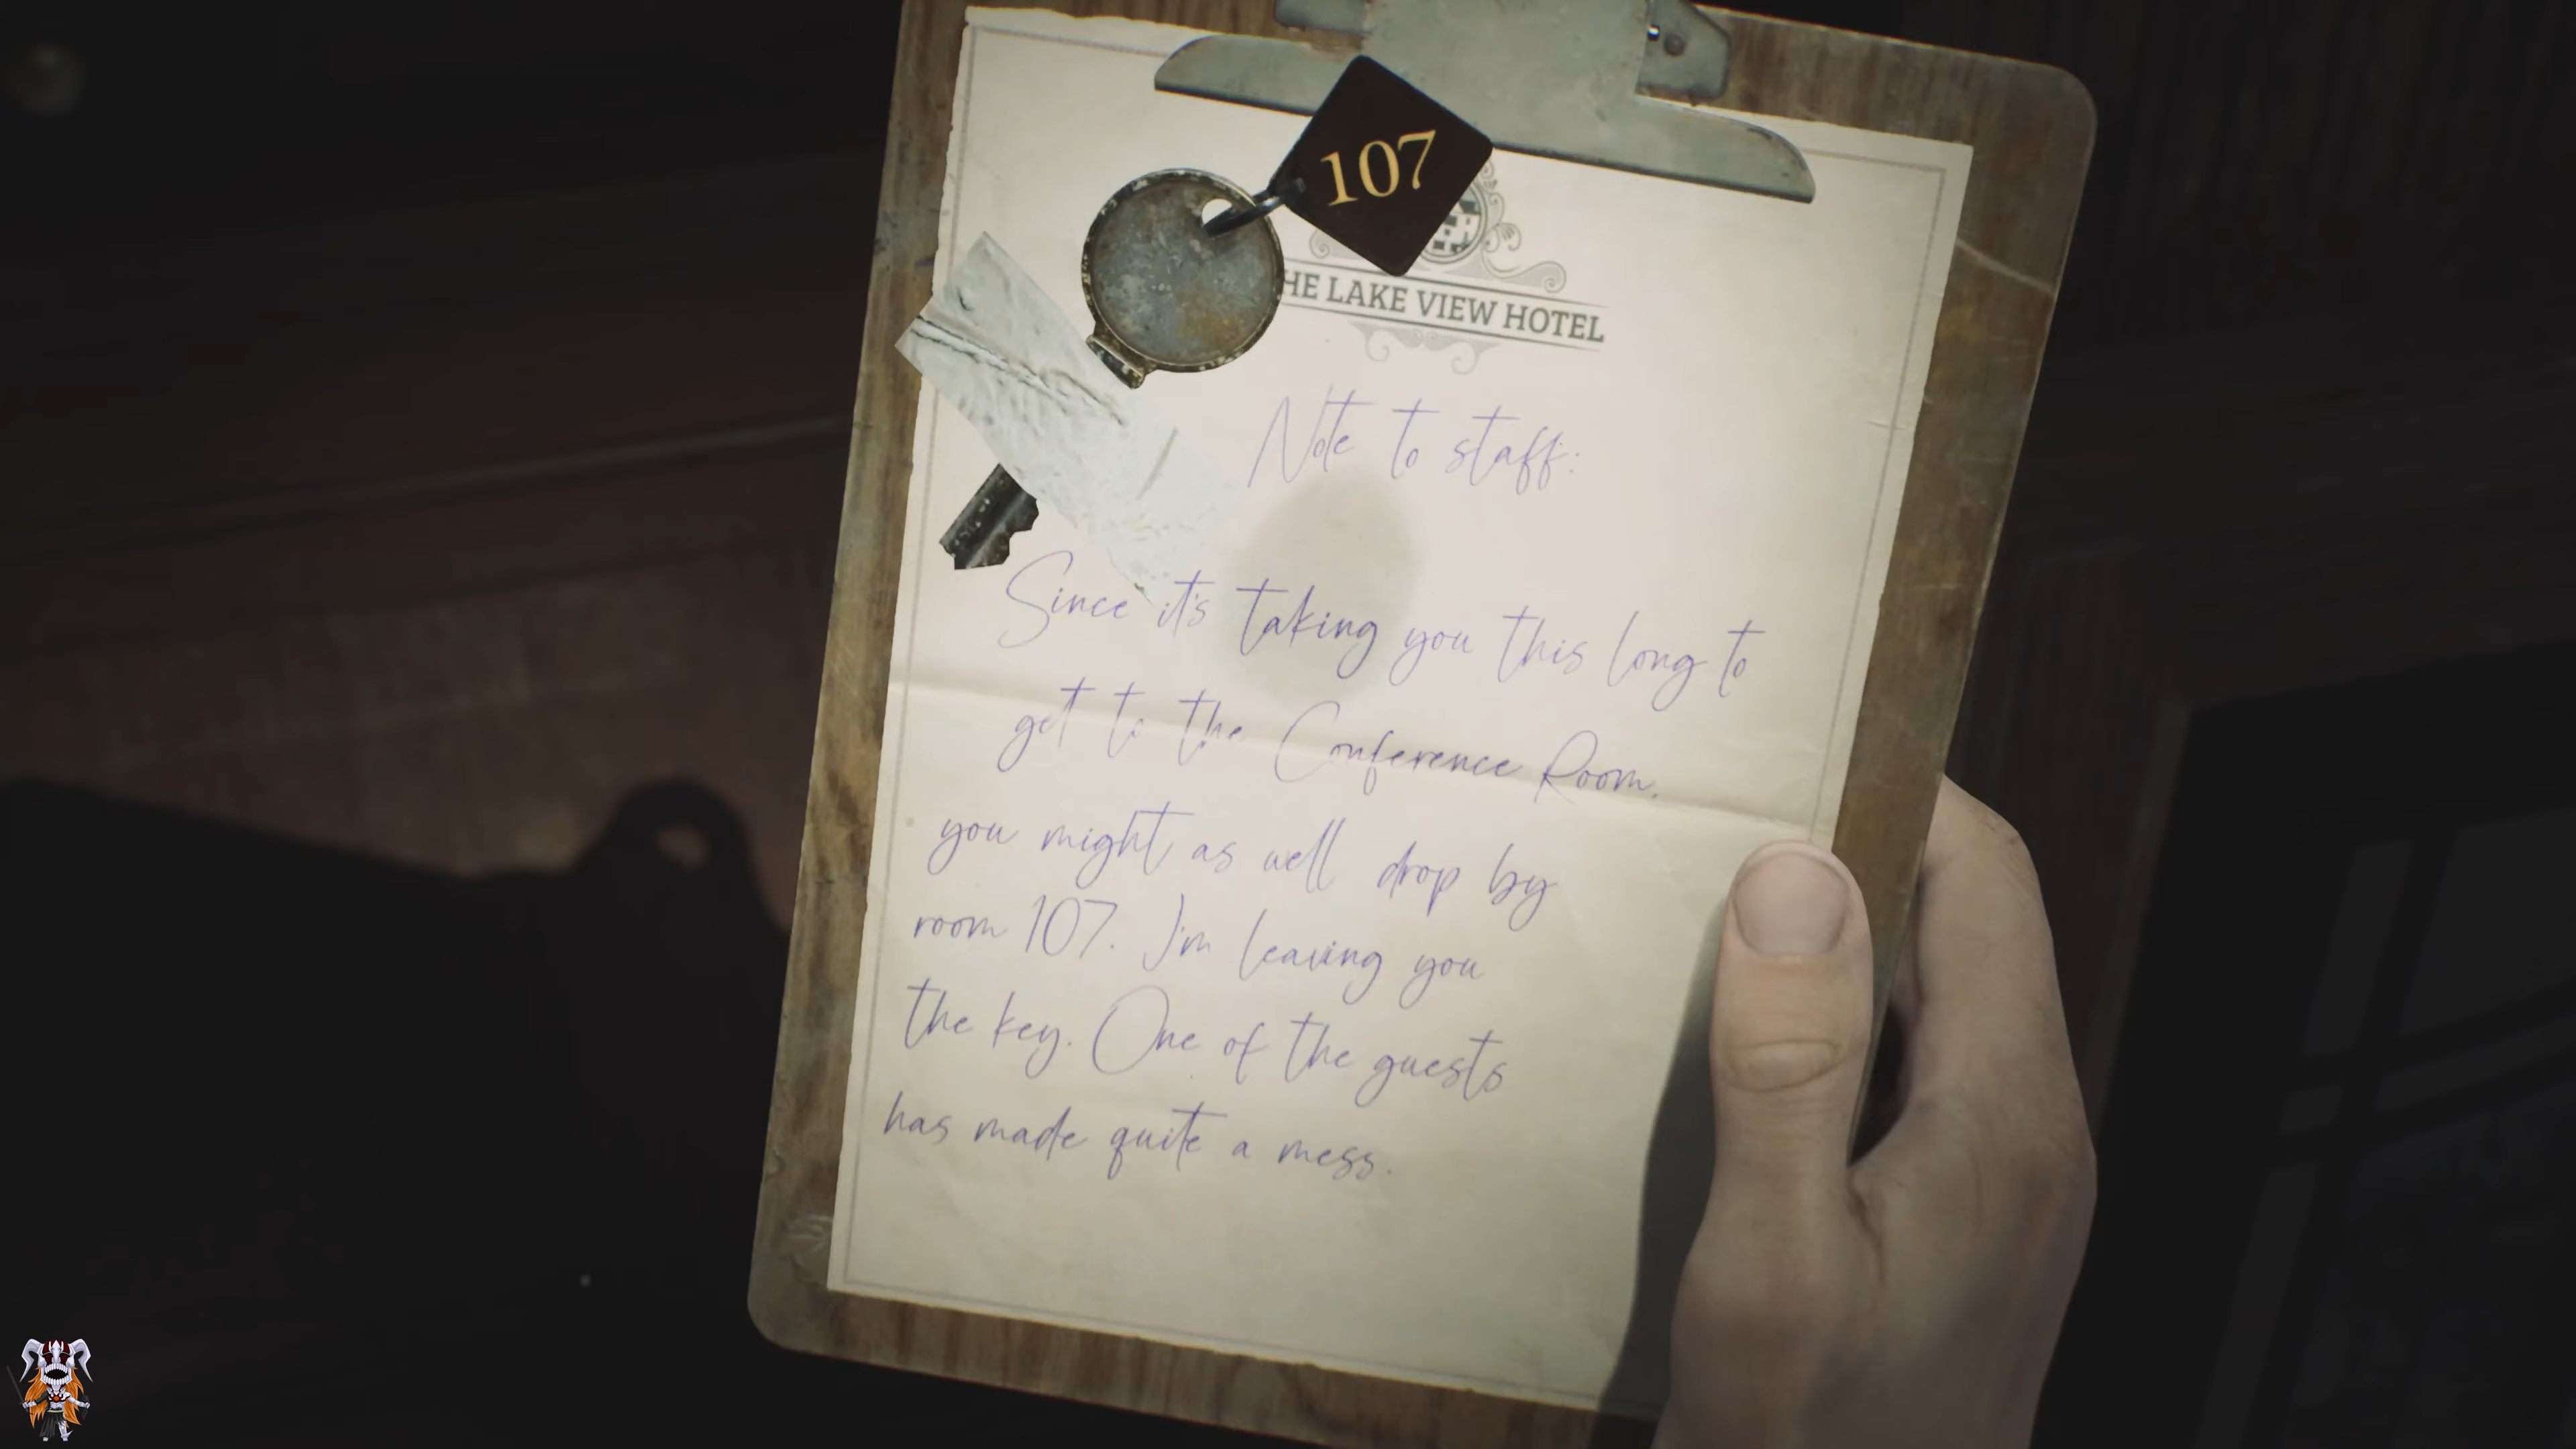 107
HE LAKE VIEW HOTEL
Note to staff:
Since it's taking you this long to
get to the Conference Room,
you might as well drop by
room 107. I'm leaving you
the key. One of the guests
has made quite a mess.